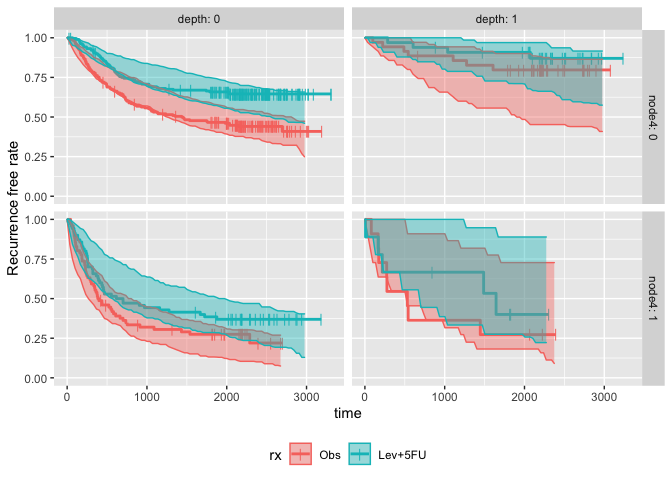 depth: 0
depth: 1
1.00
0.75
0.50
0.25
0.00
node4: 0
1.00
0.75
0.50
0.25
0.00
node4: 1
Recurrence free rate
0 1000 2000 3000
0 1000 2000 3000
time
rx Obs Lev+5FU